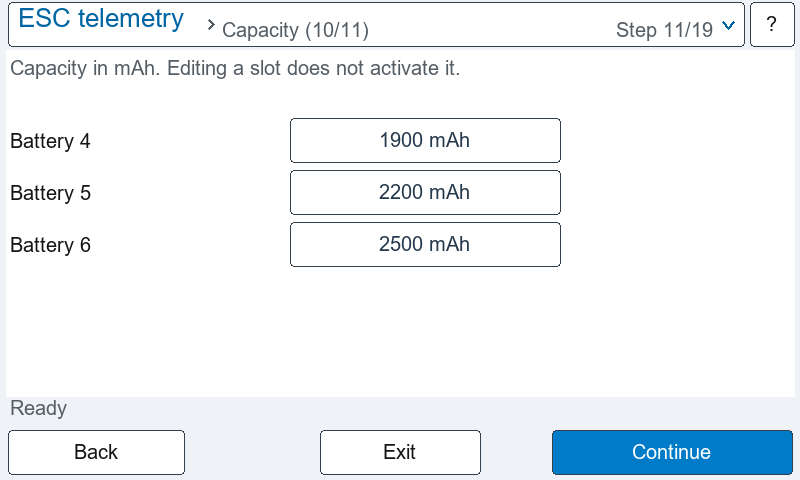 ESC telemetry > Capacity (10/11) Step 11/19 ?
Capacity in mAh. Editing a slot does not activate it.
Battery 4 1900 mAh
Battery 5 2200 mAh
Battery 6 2500 mAh
Ready
Back Exit Continue